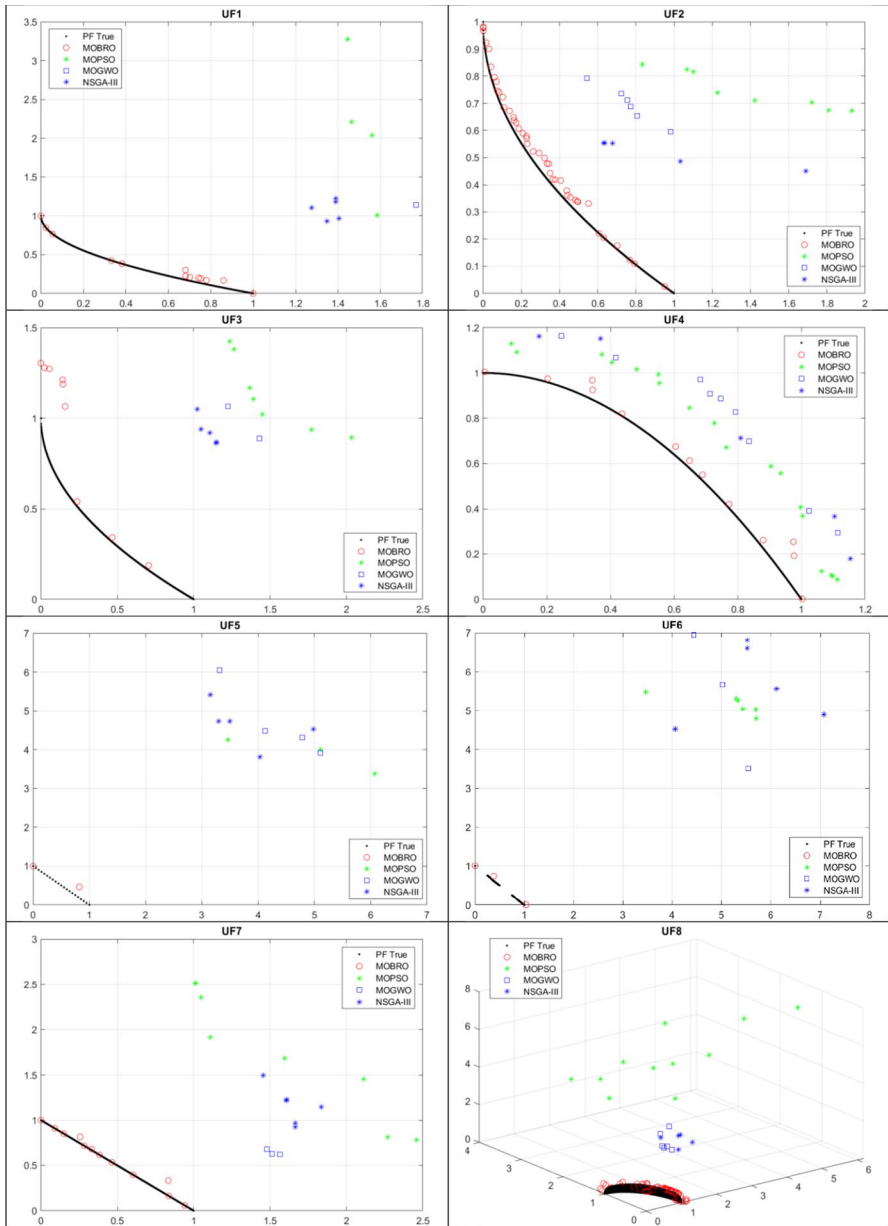 UF1
3.5
3
2.5
2
1.5
1
0.5
0
0 0.2 0.4 0.6 0.8 1 1.2 1.4 1.6 1.8
PF True
MOBRO
MOPSO
MOGWO
NSGA-III
UF2
1
0.9
0.8
0.7
0.6
0.5
0.4
0.3
0.2
0.1
0
0 0.2 0.4 0.6 0.8 1 1.2 1.4 1.6 1.8 2
PF True
MOBRO
MOPSO
MOGWO
NSGA-III
UF3
1.5
1
0.5
0
0 0.5 1 1.5 2 2.5
PF True
MOBRO
MOPSO
MOGWO
NSGA-III
UF4
1.2
1
0.8
0.6
0.4
0.2
0
0 0.2 0.4 0.6 0.8 1 1.2
PF True
MOBRO
MOPSO
MOGWO
NSGA-III
UF5
7
6
5
4
3
2
1
0
0 1 2 3 4 5 6 7
PF True
MOBRO
MOPSO
MOGWO
NSGA-III
UF6
7
6
5
4
3
2
1
0
0 1 2 3 4 5 6 7 8
PF True
MOBRO
MOPSO
MOGWO
NSGA-III
UF7
3
2.5
2
1.5
1
0.5
0
0 0.5 1 1.5 2 2.5
PF True
MOBRO
MOPSO
MOGWO
NSGA-III
UF8
PF True
MOBRO
MOPSO
MOGWO
NSGA-III
8
6
4
2
0
4
3
2
1
0
0 1 2 3 4 5 6